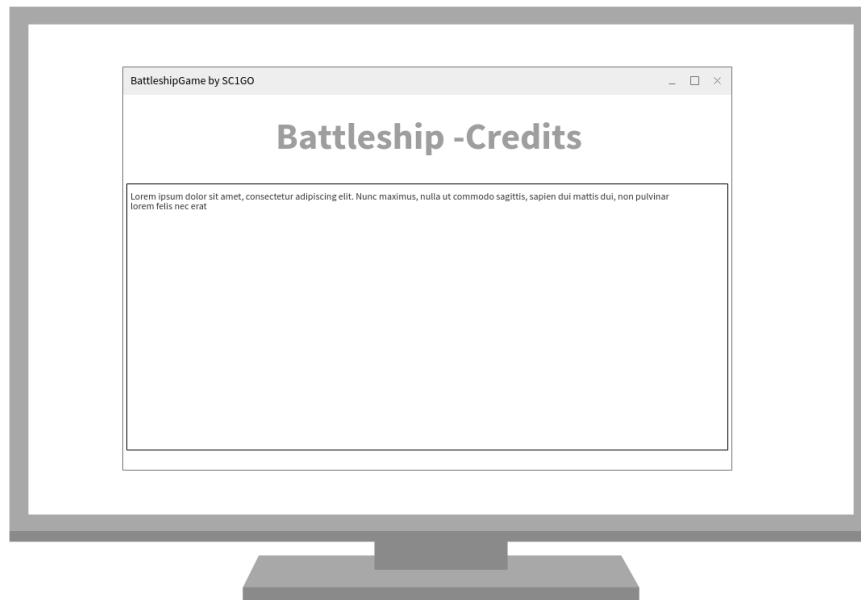 BattleshipGame by SC1GO
Battleship -Credits
Lorem ipsum dolor sit amet, consectetur adipiscing elit. Nunc maximus, nulla ut commodo sagittis, sapien dui mattis dui, non pulvinar
lorem felis nec erat